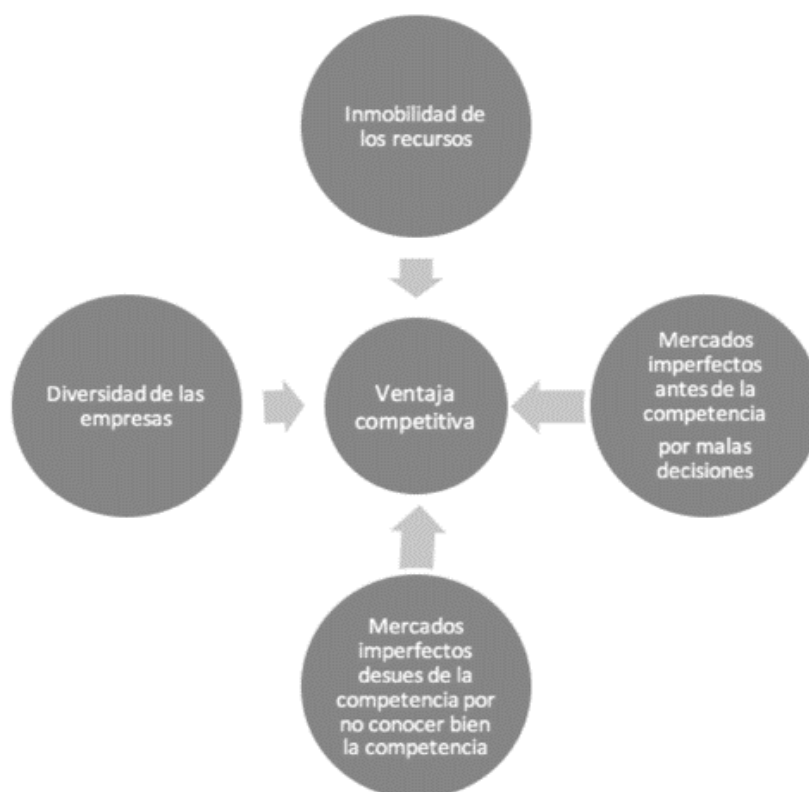 Inmobilidad de
los recursos
Diversidad de las
empresas
Ventaja
competitiva
Mercados
imperfectos
antes de la
competencia
por malas
decisiones
Mercados
imperfectos
desues de la
competencia por
no conocer bien
la competencia